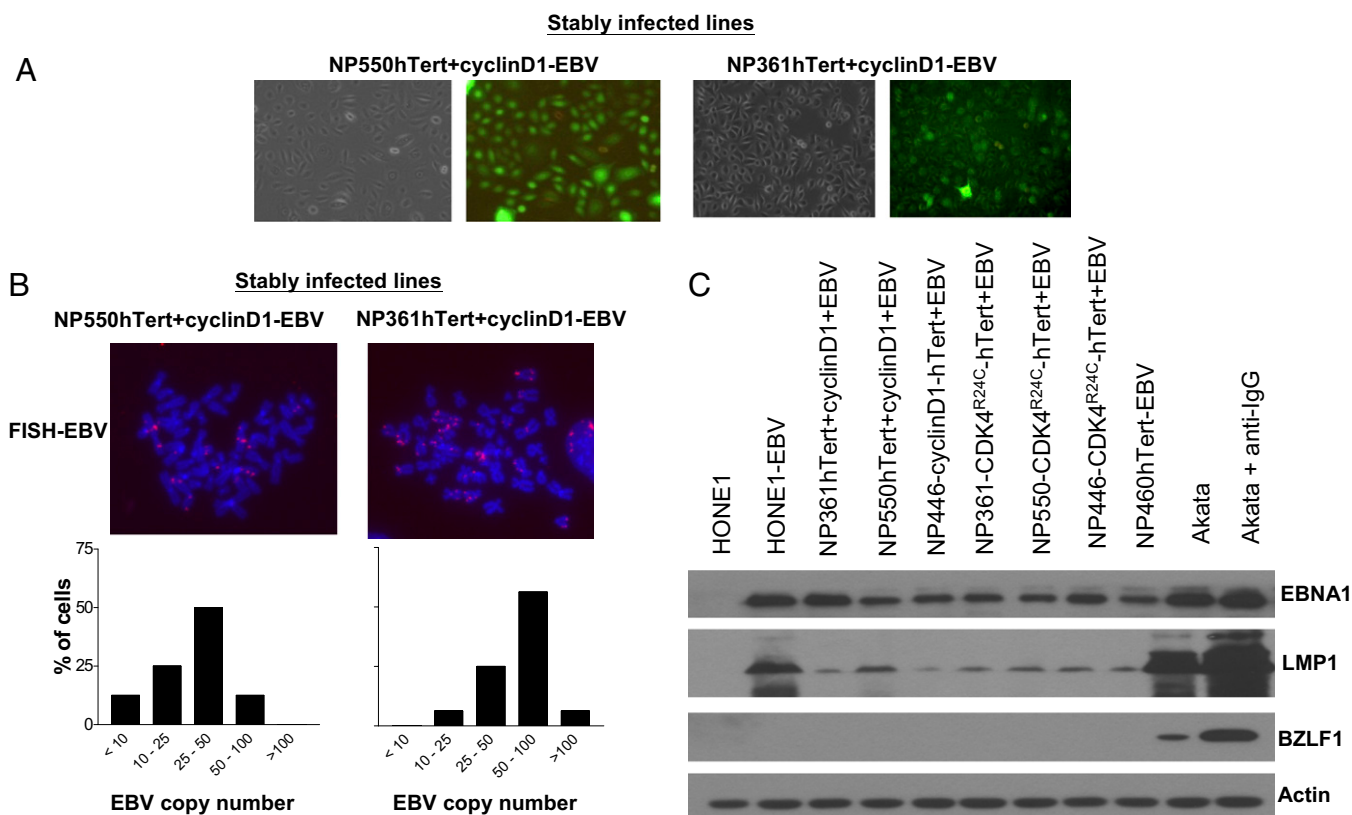 Stably infected lines
A
NP550hTert+cyclinD1-EBV
NP361hTert+cyclinD1-EBV
B
Stably infected lines
NP550hTert+cyclinD1-EBV
NP361hTert+cyclinD1-EBV
FISH-EBV
% of cells
75
50
25
0
< 10
10 - 25
25 - 50
50 - 100
>100
EBV copy number
< 10
10 - 25
25 - 50
50 - 100
>100
EBV copy number
C
HONE1
HONE1-EBV
NP361hTert+cyclinD1+EBV
NP550hTert+cyclinD1+EBV
NP446-cyclinD1-hTert+EBV
NP361-CDK4R24C-hTert+EBV
NP550-CDK4R24C-hTert+EBV
NP446-CDK4R24C-hTert+EBV
NP460hTert-EBV
Akata
Akata + anti-IgG
EBNA1
LMP1
BZLF1
Actin